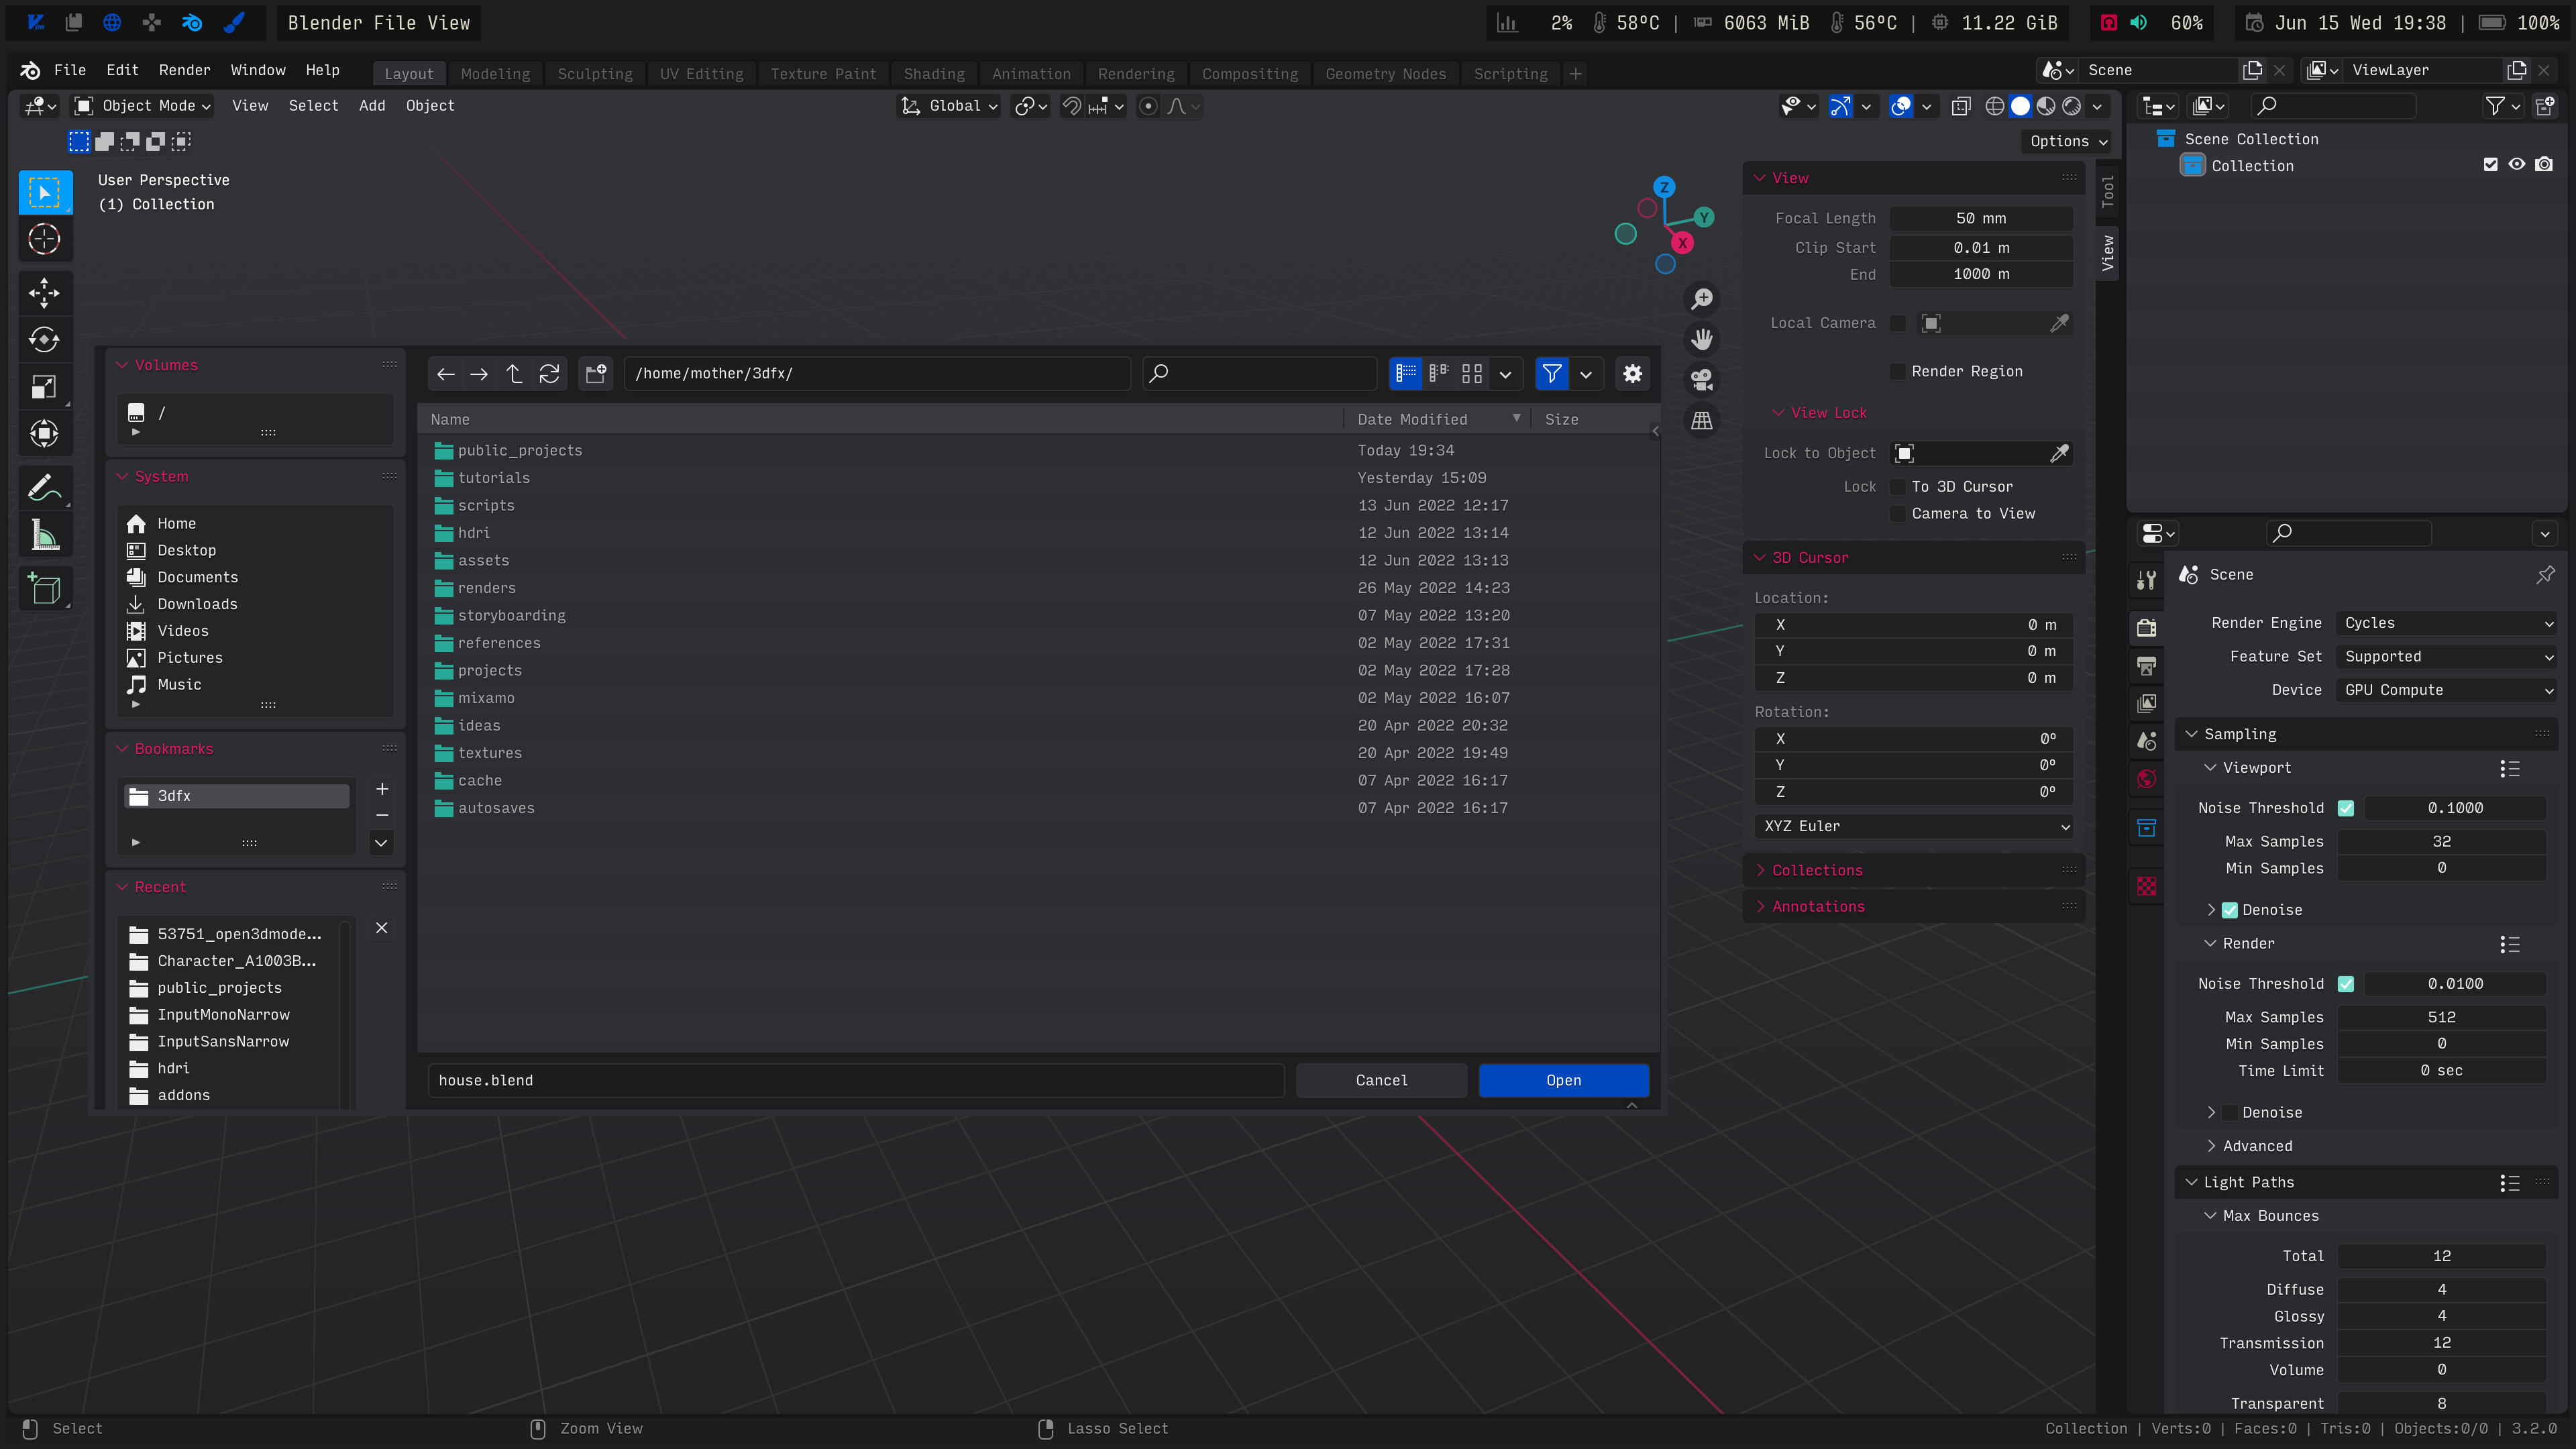 Blender File View
2% 58°C | 6063 MiB 56°C | 11.22 GiB 60% Jun 15 Wed 19:38 | 100%
File Edit Render Window Help Layout Modeling Sculpting UV Editing Texture Paint Shading Animation Rendering Compositing Geometry Nodes Scripting + Scene ViewLayer
Object Mode View Select Add Object Global
Options
User Perspective
(1) Collection
Z
Y
X
Volumes
/
System
Home
Desktop
Documents
Downloads
Videos
Pictures
Music
Bookmarks
3dfx
Recent
53751_open3dmode...
Character_A1003B...
public_projects
InputMonoNarrow
InputSansNarrow
hdri
addons
/home/mother/3dfx/
Name Date Modified Size
public_projects Today 19:34
tutorials Yesterday 15:09
scripts 13 Jun 2022 12:17
hdri 12 Jun 2022 13:14
assets 12 Jun 2022 13:13
renders 26 May 2022 14:23
storyboarding 07 May 2022 13:20
references 02 May 2022 17:31
projects 02 May 2022 17:28
mixamo 02 May 2022 16:07
ideas 20 Apr 2022 20:32
textures 20 Apr 2022 19:49
cache 07 Apr 2022 16:17
autosaves 07 Apr 2022 16:17
house.blend Cancel Open
View
Focal Length 50 mm
Clip Start 0.01 m
End 1000 m
Local Camera
Render Region
View Lock
Lock to Object
Lock To 3D Cursor
Camera to View
3D Cursor
Location:
X 0 m
Y 0 m
Z 0 m
Rotation:
X 0°
Y 0°
Z 0°
XYZ Euler
Collections
Annotations
Tool
View
Scene Collection
Collection
Scene
Render Engine Cycles
Feature Set Supported
Device GPU Compute
Sampling
Viewport
Noise Threshold 0.1000
Max Samples 32
Min Samples 0
Denoise
Render
Noise Threshold 0.0100
Max Samples 512
Min Samples 0
Time Limit 0 sec
Denoise
Advanced
Light Paths
Max Bounces
Total 12
Diffuse 4
Glossy 4
Transmission 12
Volume 0
Transparent 8
Select Zoom View Lasso Select Collection | Verts:0 | Faces:0 | Tris:0 | Objects:0/0 | 3.2.0